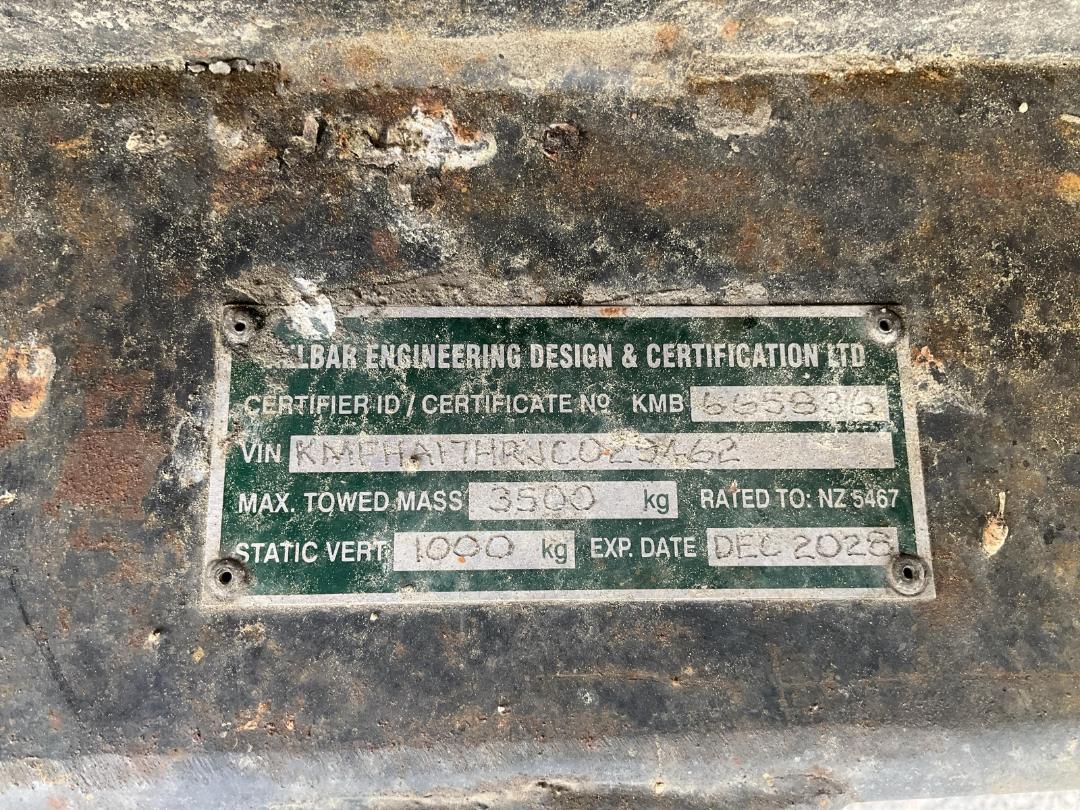 ENGINEERING DESIGN & CERTIFICATION LTD
CERTIFIER ID / CERTIFICATE Nº KMB 665836
VIN KMFHA17HRJC029462
MAX. TOWED MASS 3500 kg RATED TO: NZ 5467
STATIC VERT 1000 kg EXP. DATE DEC 2028